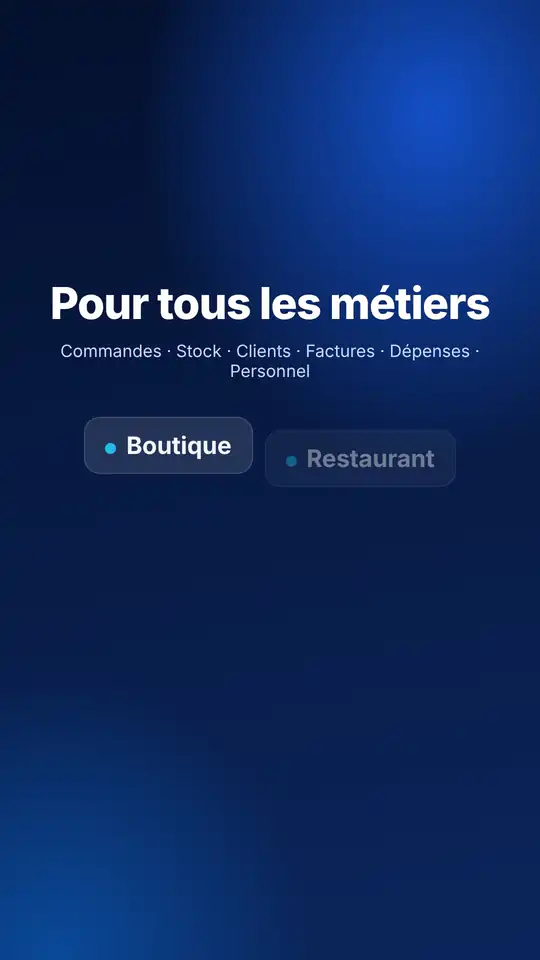 Pour tous les métiers
Commandes · Stock · Clients · Factures · Dépenses ·
Personnel
Boutique
Restaurant